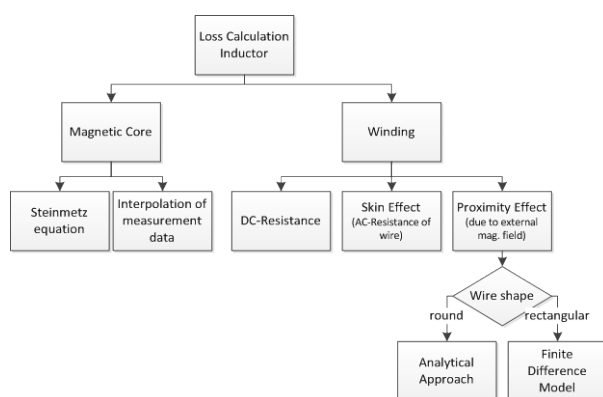 Loss Calculation
Inductor
Magnetic Core
Winding
Steinmetz
equation
Interpolation of
measurement
data
DC-Resistance
Skin Effect
(AC-Resistance of
wire)
Proximity Effect
(due to external
mag. field)
Wire shape
round
rectangular
Analytical
Approach
Finite
Difference
Model